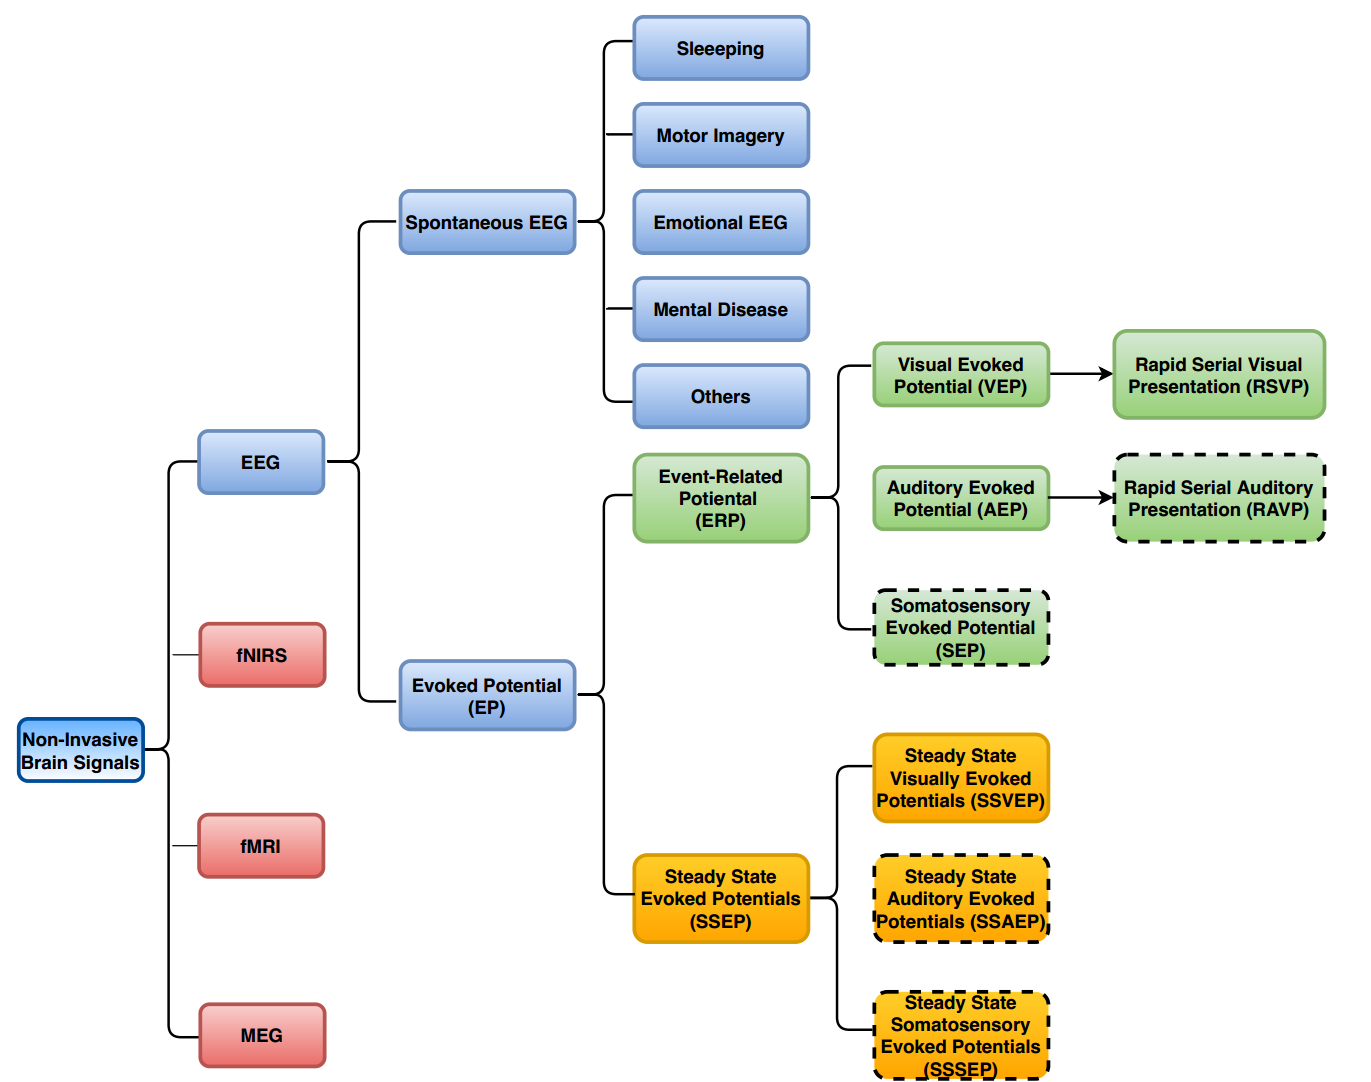 Sleeeping
Motor Imagery
Spontaneous EEG
Emotional EEG
Mental Disease
Others
Visual Evoked
Potential (VEP)
Rapid Serial Visual
Presentation (RSVP)
EEG
Event-Related
Potiental
(ERP)
Auditory Evoked
Potential (AEP)
Rapid Serial Auditory
Presentation (RAVP)
Somatosensory
Evoked Potential
(SEP)
fNIRS
Evoked Potential
(EP)
Non-Invasive
Brain Signals
Steady State
Visually Evoked
Potentials (SSVEP)
fMRI
Steady State
Evoked Potentials
(SSEP)
Steady State
Auditory Evoked
Potentials (SSAEP)
MEG
Steady State
Somatosensory
Evoked Potentials
(SSSEP)